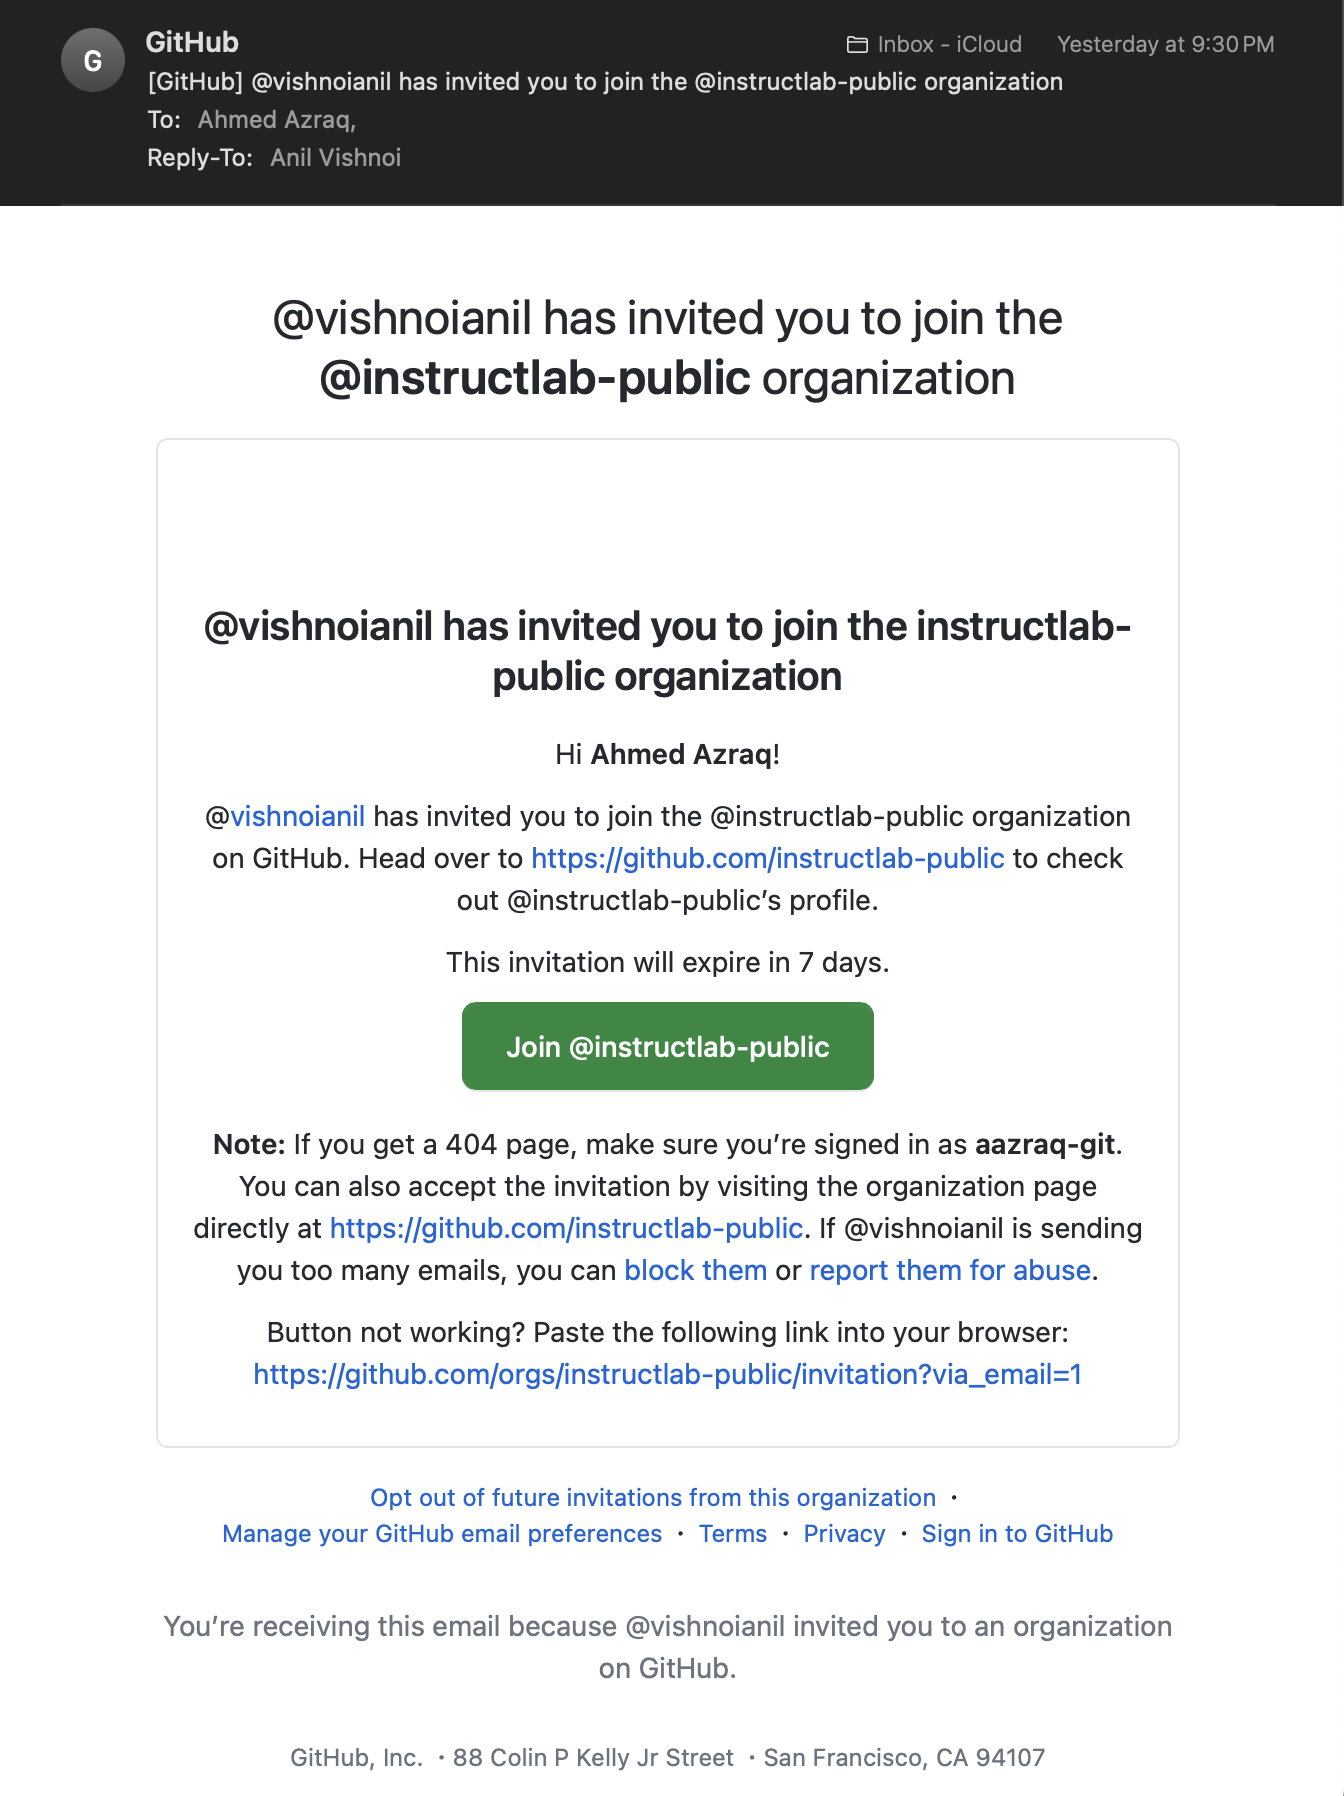 G
GitHub
Inbox - iCloud
Yesterday at 9:30 PM
[GitHub] @vishnoianil has invited you to join the @instructlab-public organization
To: Ahmed Azraq,
Reply-To: Anil Vishnoi
@vishnoianil has invited you to join the
@instructlab-public organization
@vishnoianil has invited you to join the instructlab-
public organization
Hi Ahmed Azraq!
@vishnoianil has invited you to join the @instructlab-public organization
on GitHub. Head over to https://github.com/instructlab-public to check
out @instructlab-public’s profile.
This invitation will expire in 7 days.
Join @instructlab-public
Note: If you get a 404 page, make sure you’re signed in as aazraq-git.
You can also accept the invitation by visiting the organization page
directly at https://github.com/instructlab-public. If @vishnoianil is sending
you too many emails, you can block them or report them for abuse.
Button not working? Paste the following link into your browser:
https://github.com/orgs/instructlab-public/invitation?via_email=1
Opt out of future invitations from this organization ·
Manage your GitHub email preferences · Terms · Privacy · Sign in to GitHub
You’re receiving this email because @vishnoianil invited you to an organization
on GitHub.
GitHub, Inc. ・88 Colin P Kelly Jr Street ・San Francisco, CA 94107